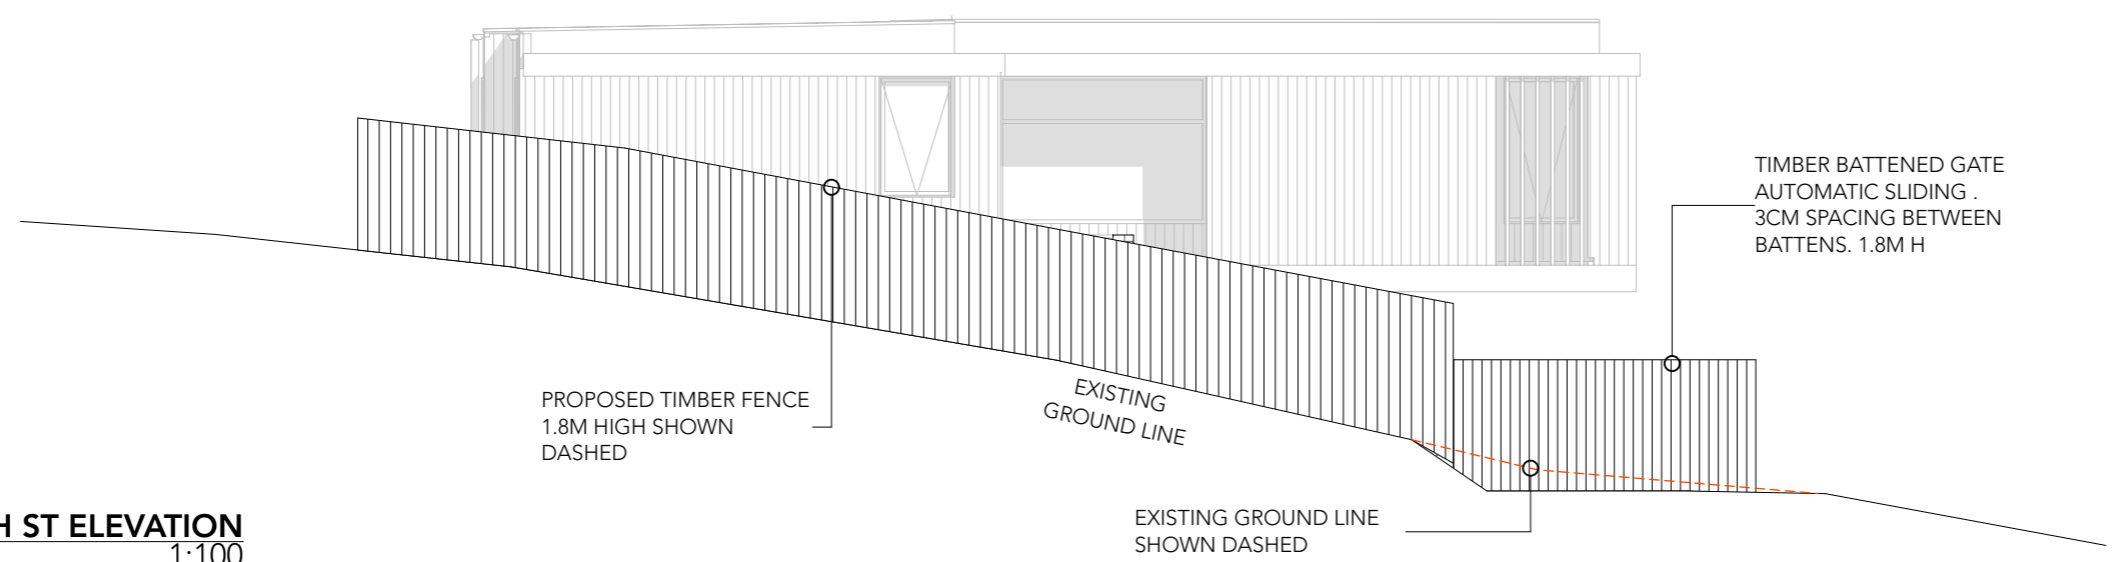 TIMBER BATTENED GATE
AUTOMATIC SLIDING .
3CM SPACING BETWEEN
BATTENS. 1.8M H
PROPOSED TIMBER FENCE
1.8M HIGH SHOWN
DASHED
EXISTING
GROUND LINE
EXISTING GROUND LINE
SHOWN DASHED
H ST ELEVATION
1:100